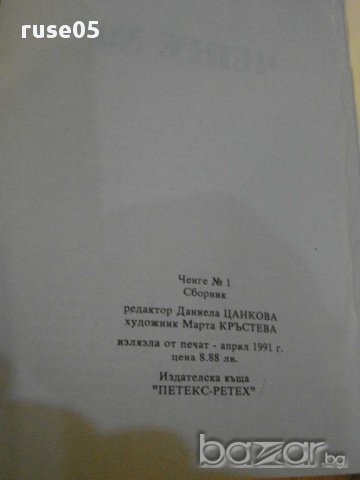 ruse05
Ченге № 1
Сборник
редактор Даниела ЦАНКОВА
художник Марта КРЪСТЕВА
излязла от печат - април 1991 г.
цена 8.88 лв.
Издателска къща
"ПЕТЕКС-РЕТЕХ"
bazar.bg